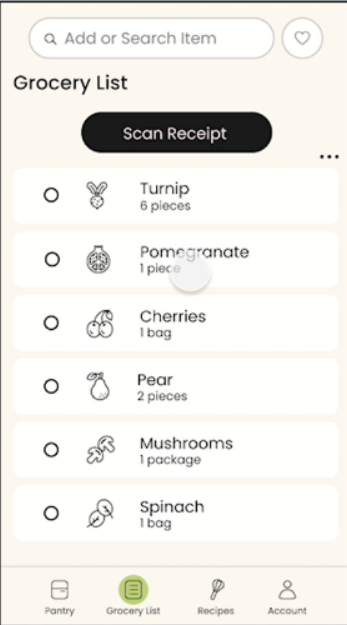 Add or Search Item
Grocery List
Scan Receipt
Turnip
6 pieces
Pomegranate
1 piece
Cherries
1 bag
Pear
2 pieces
Mushrooms
1 package
Spinach
1 bag
Pantry
Grocery List
Recipes
Account